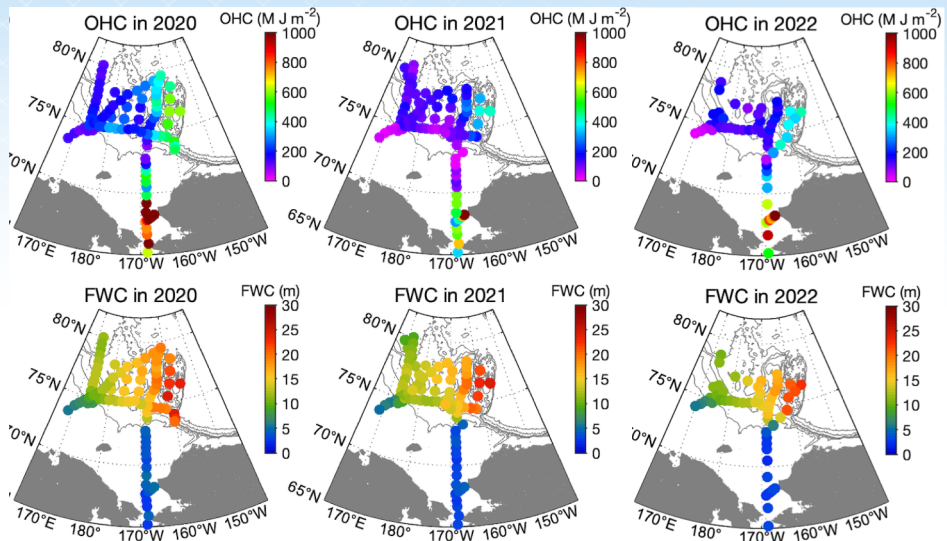 OHC in 2020
OHC (M J m⁻²)
1000
800
600
400
200
0
80°N
75°N
70°N
170°E
180°
170°W
160°W
150°W
OHC in 2021
OHC (M J m⁻²)
1000
800
600
400
200
0
80°N
75°N
70°N
65°N
170°E
180°
170°W
160°W
150°W
OHC in 2022
OHC (M J m⁻²)
1000
800
600
400
200
0
80°N
75°N
70°N
170°E
180°
170°W
160°W
150°W
FWC in 2020
FWC (m)
30
25
20
15
10
5
0
80°N
75°N
0°N
170°E
180°
170°W
160°W
150°W
FWC in 2021
FWC (m)
30
25
20
15
10
5
0
80°N
75°N
70°N
65°N
170°E
180°
170°W
160°W
150°W
FWC in 2022
FWC (m)
30
25
20
15
10
5
0
80°N
75°N
70°N
170°E
180°
170°W
160°W
150°W